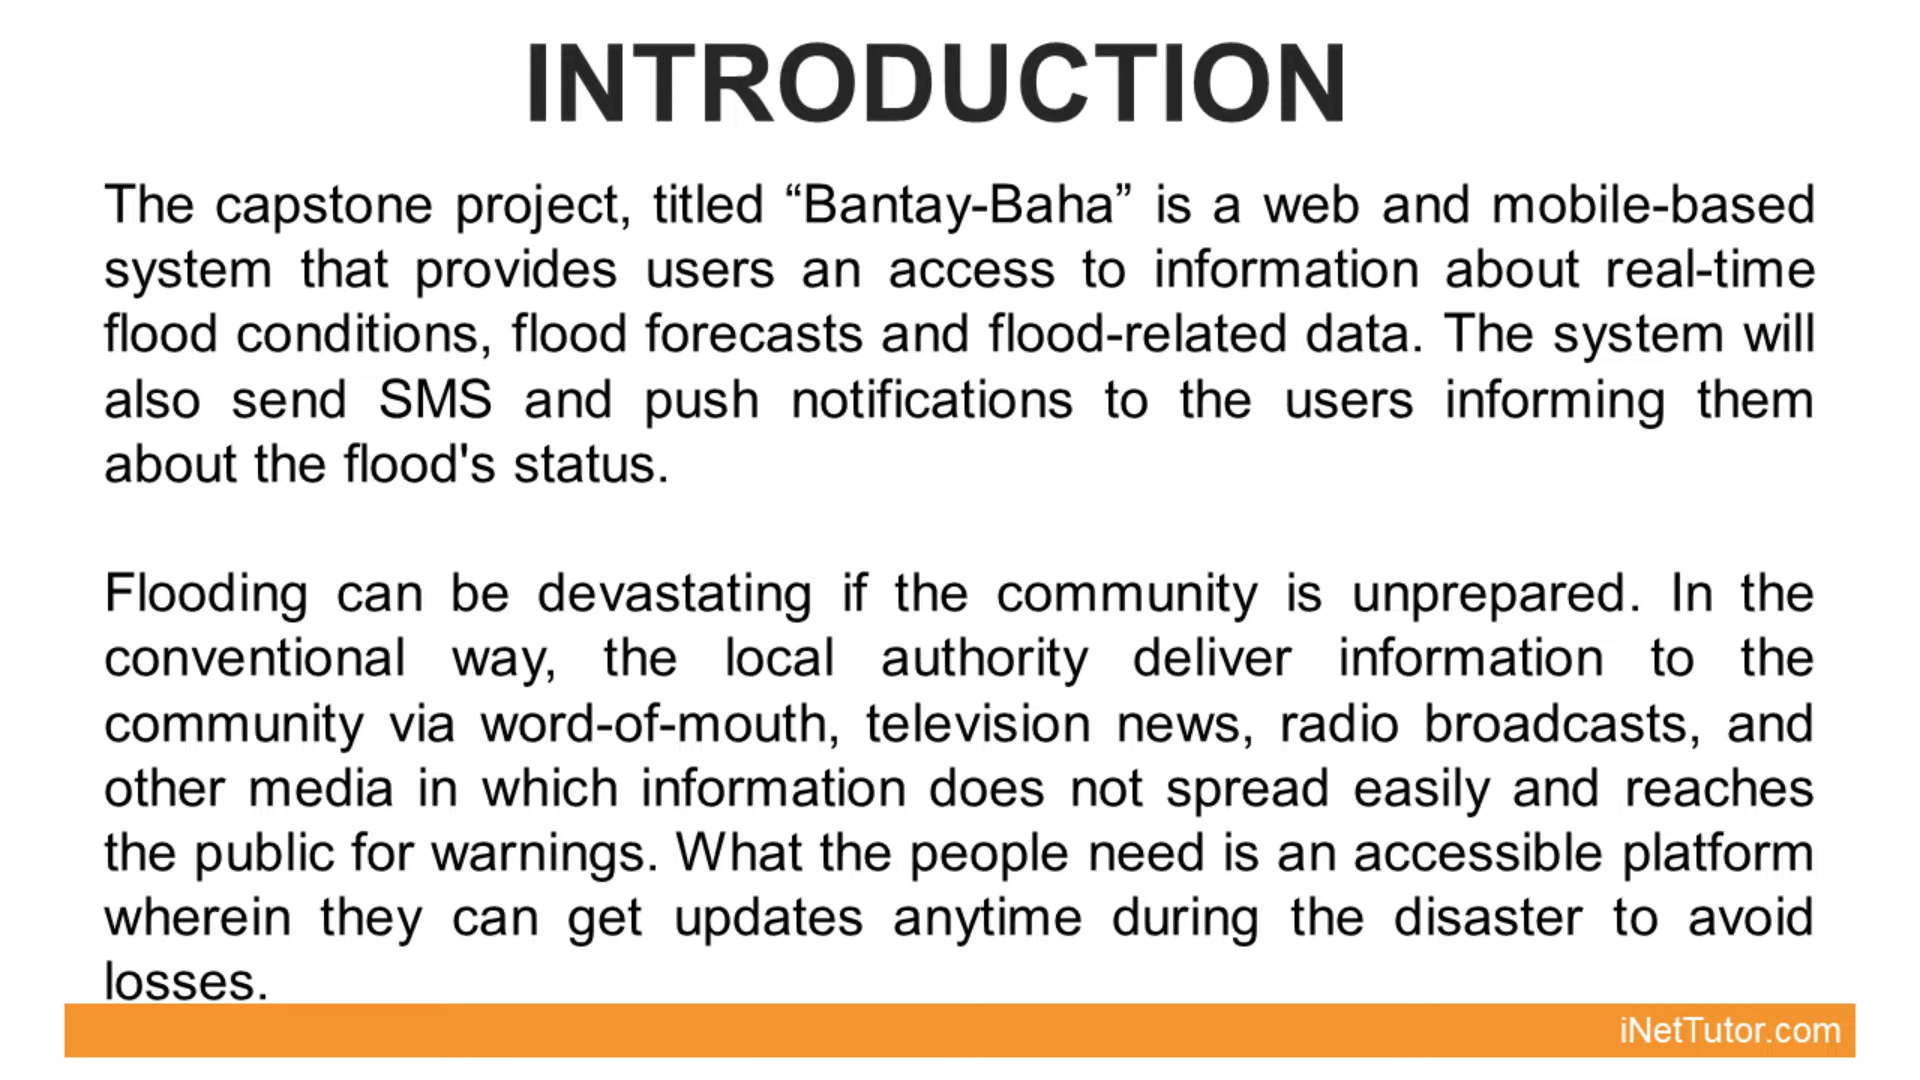 INTRODUCTION
The capstone project, titled “Bantay-Baha” is a web and mobile-based
system that provides users an access to information about real-time
flood conditions, flood forecasts and flood-related data. The system will
also send SMS and push notifications to the users informing them
about the flood's status.
Flooding can be devastating if the community is unprepared. In the
conventional way, the local authority deliver information to the
community via word-of-mouth, television news, radio broadcasts, and
other media in which information does not spread easily and reaches
the public for warnings. What the people need is an accessible platform
wherein they can get updates anytime during the disaster to avoid
losses.
iNetTutor.com